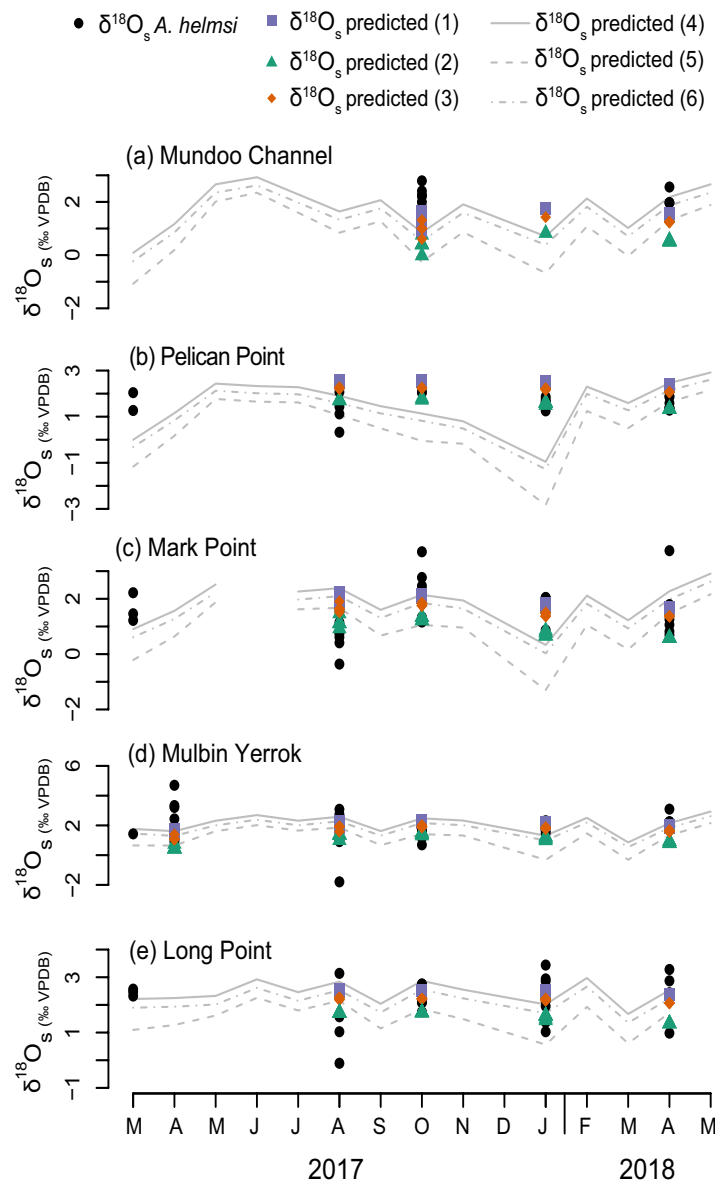 δ¹⁸Oₛ A. helmsi δ¹⁸Oₛ predicted (1) δ¹⁸Oₛ predicted (4)
δ¹⁸Oₛ predicted (2) δ¹⁸Oₛ predicted (5)
δ¹⁸Oₛ predicted (3) δ¹⁸Oₛ predicted (6)
(a) Mundoo Channel
δ¹⁸Oₛ (‰ VPDB)
2
0
−2
(b) Pelican Point
δ¹⁸Oₛ (‰ VPDB)
3
1
−1
−3
(c) Mark Point
δ¹⁸Oₛ (‰ VPDB)
2
0
−2
(d) Mulbin Yerrok
δ¹⁸Oₛ (‰ VPDB)
6
2
−2
(e) Long Point
δ¹⁸Oₛ (‰ VPDB)
3
1
−1
M A M J J A S O N D J F M A M
2017 2018